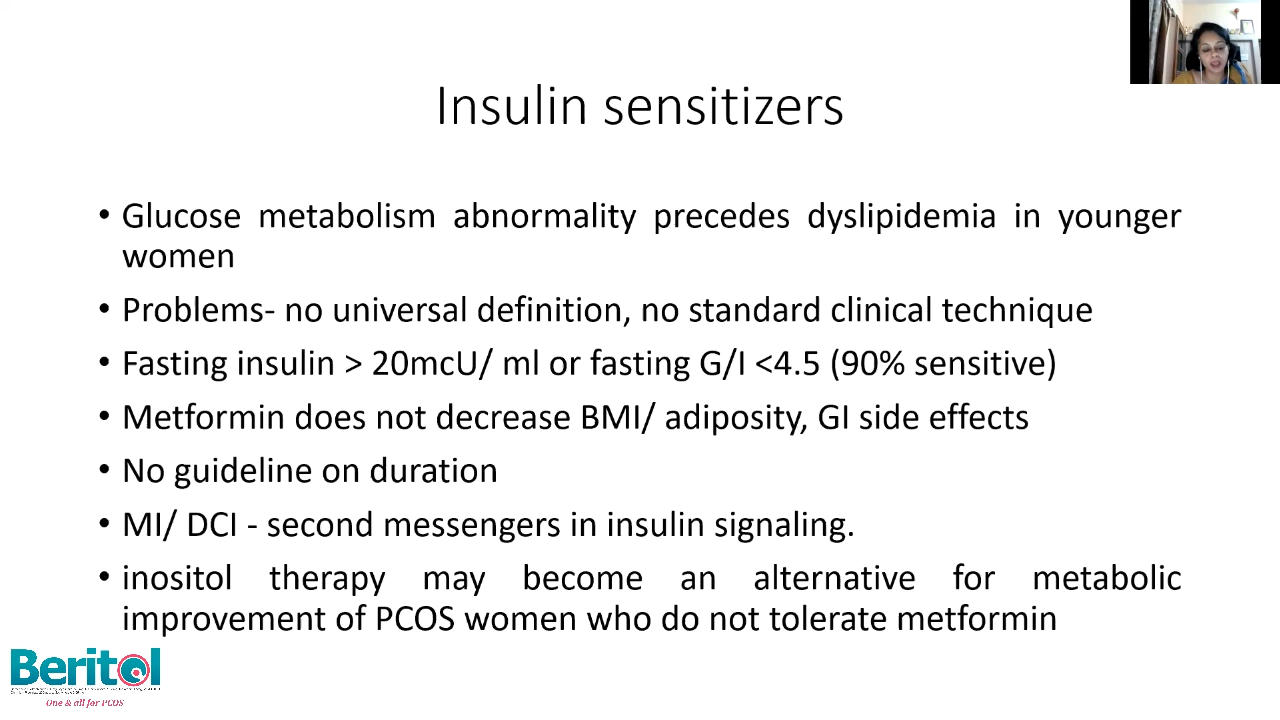 Insulin sensitizers
• Glucose metabolism abnormality precedes dyslipidemia in younger
women
• Problems- no universal definition, no standard clinical technique
• Fasting insulin > 20mcU/ ml or fasting G/I <4.5 (90% sensitive)
• Metformin does not decrease BMI/ adiposity, GI side effects
• No guideline on duration
• MI/ DCI - second messengers in insulin signaling.
• inositol therapy may become an alternative for metabolic
improvement of PCOS women who do not tolerate metformin
Beritol
One & all for PCOS